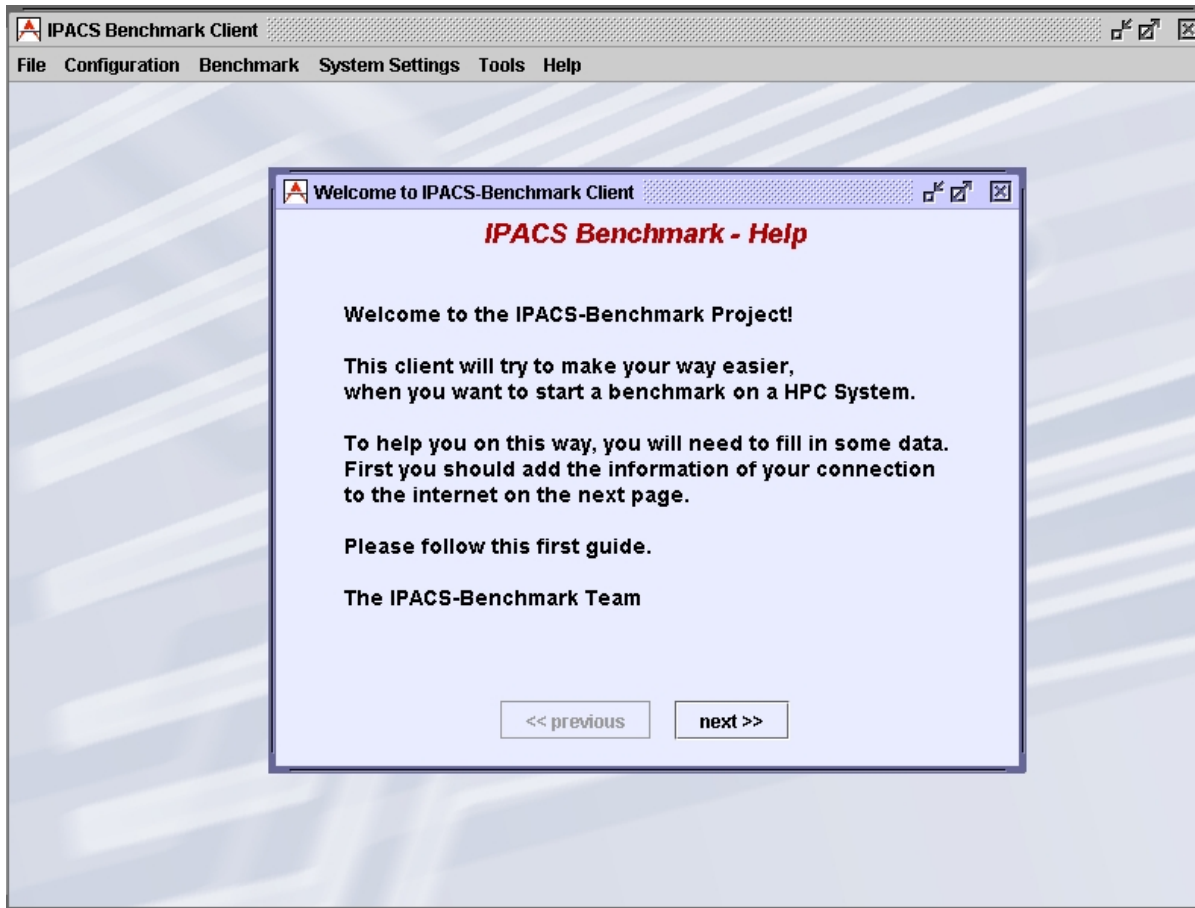 IPACS Benchmark Client
File Configuration Benchmark System Settings Tools Help
Welcome to IPACS-Benchmark Client
IPACS Benchmark - Help
Welcome to the IPACS-Benchmark Project!
This client will try to make your way easier,
when you want to start a benchmark on a HPC System.
To help you on this way, you will need to fill in some data.
First you should add the information of your connection
to the internet on the next page.
Please follow this first guide.
The IPACS-Benchmark Team
<< previous next >>